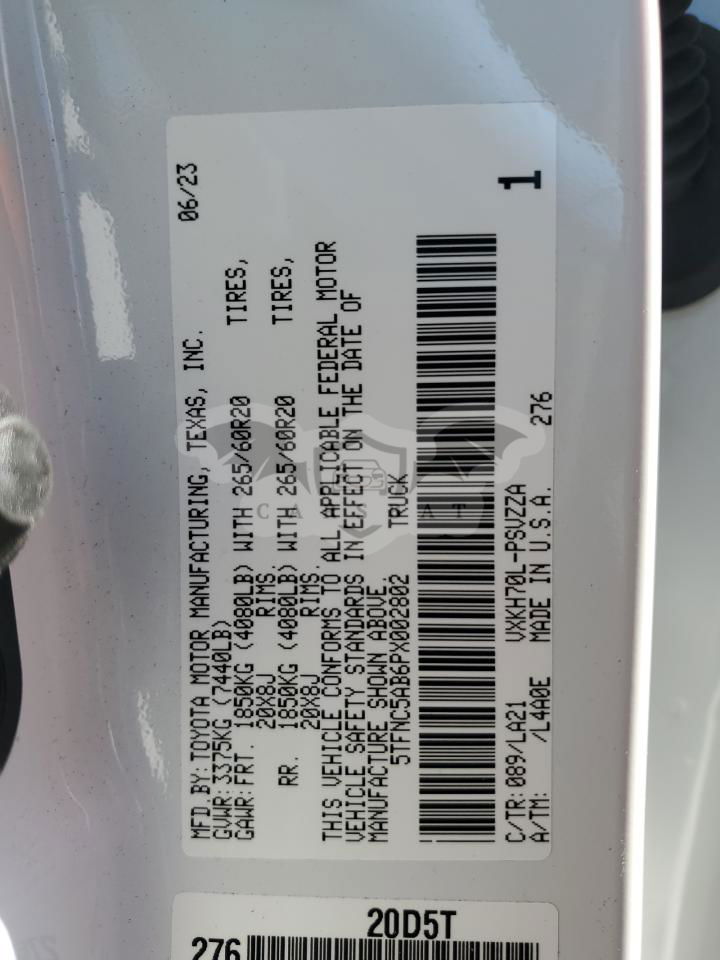 MFD.BY:TOYOTA MOTOR MANUFACTURING, TEXAS, INC. 06/23
GVWR:3375KG (7440LB)
GAWR:FRT. 1850KG (4080LB) WITH 265/60R20 TIRES,
20X8J RIMS.
RR. 1850KG (4080LB) WITH 265/60R20 TIRES,
20X8J RIMS.
THIS VEHICLE CONFORMS TO ALL APPLICABLE FEDERAL MOTOR
VEHICLE SAFETY STANDARDS IN EFFECT ON THE DATE OF
MANUFACTURE SHOWN ABOVE.
5TFNC5AB6PX002802 TRUCK
C/TR:089/LA21 VXKH70L-PSVZZA 1
A/TM: /L4A0E MADE IN U.S.A. 276
20D5T
276